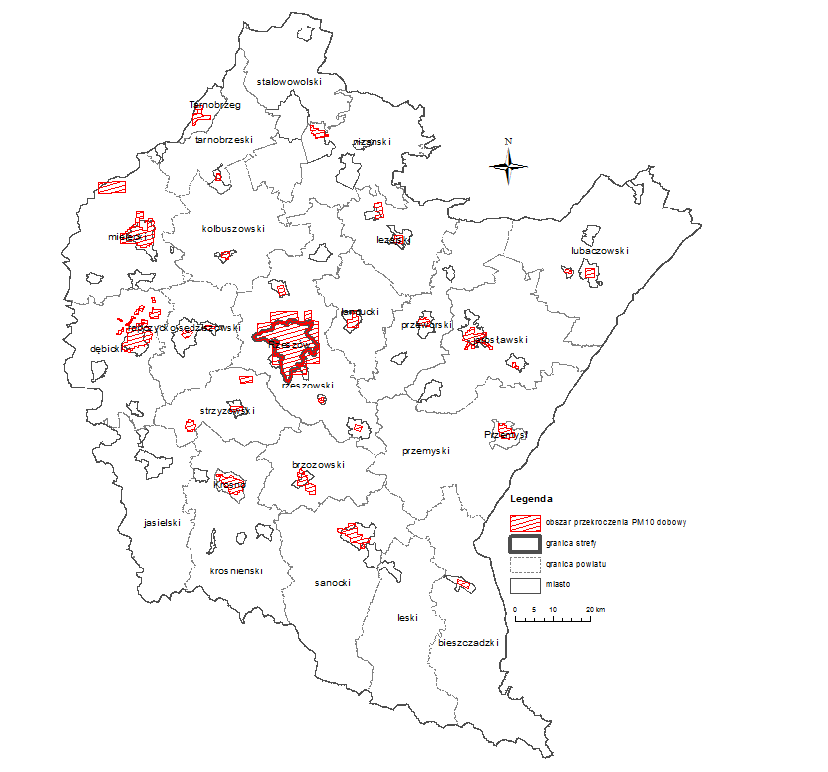 stalowowolski
Tarnobrzeg
tarnobrzeski
niżański
N
kolbuszowski
mielecki
leżajski
lubaczowski
łańcucki
przeworski
ropczycko-sędziszowski
jarosławski
dębicki
Rzeszów
rzeszowski
strzyżowski
Przemyśl
przemyski
brzozowski
Krosno
Legenda
obszar przekroczenia PM10 dobowy
granica strefy
granica powiatu
miasto
jasielski
krośnieński
sanocki
0 5 10 20 km
leski
bieszczadzki